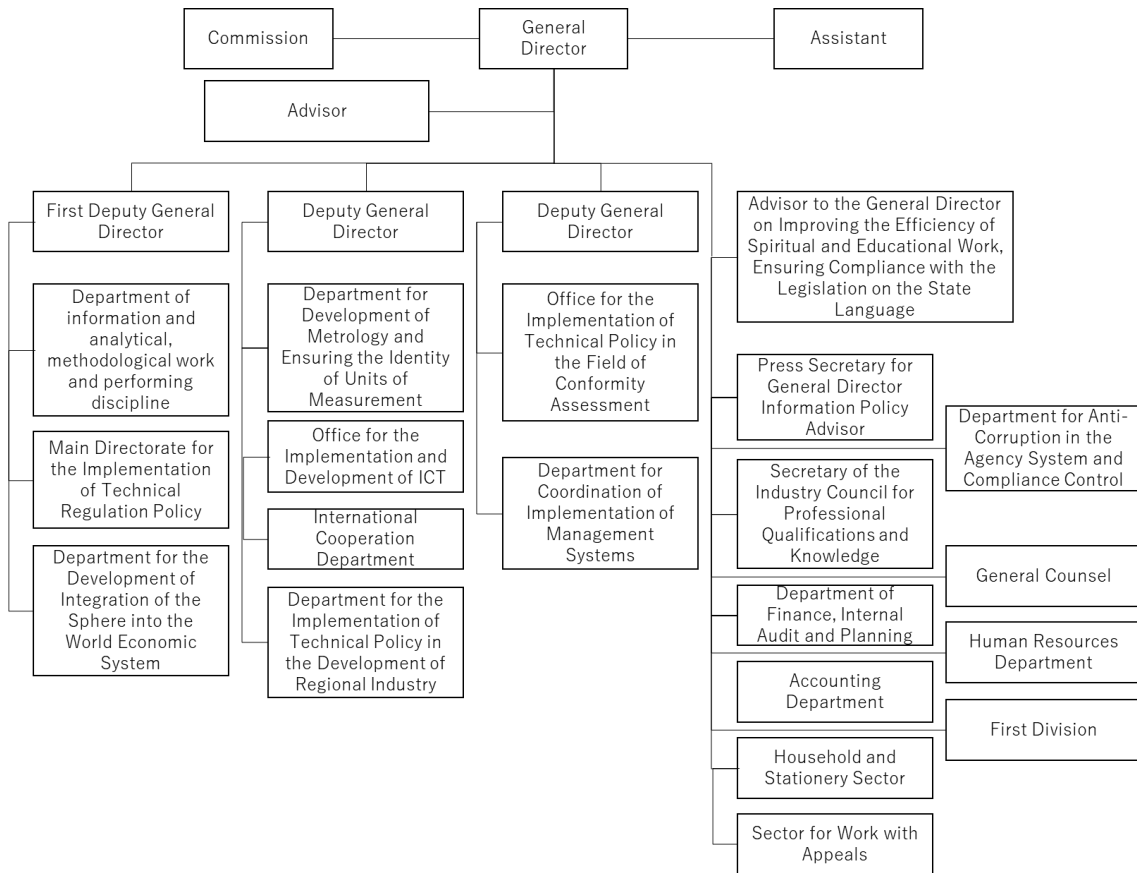 Commission
General
Director
Assistant
Advisor
First Deputy General
Director
Deputy General
Director
Deputy General
Director
Advisor to the General Director
on Improving the Efficiency of
Spiritual and Educational Work,
Ensuring Compliance with the
Legislation on the State
Language
Department of
information and
analytical,
methodological work
and performing
discipline
Department for
Development of
Metrology and
Ensuring the Identity
of Units of
Measurement
Office for the
Implementation of
Technical Policy in
the Field of
Conformity
Assessment
Press Secretary for
General Director
Information Policy
Advisor
Department for Anti-
Corruption in the
Agency System and
Compliance Control
Main Directorate for
the Implementation
of Technical
Regulation Policy
Office for the
Implementation and
Development of ICT
Department for
Coordination of
Implementation of
Management
Systems
Secretary of the
Industry Council for
Professional
Qualifications and
Knowledge
International
Cooperation
Department
General Counsel
Department for the
Development of
Integration of the
Sphere into the
World Economic
System
Department for the
Implementation of
Technical Policy in
the Development of
Regional Industry
Department of
Finance, Internal
Audit and Planning
Human Resources
Department
Accounting
Department
First Division
Household and
Stationery Sector
Sector for Work with
Appeals